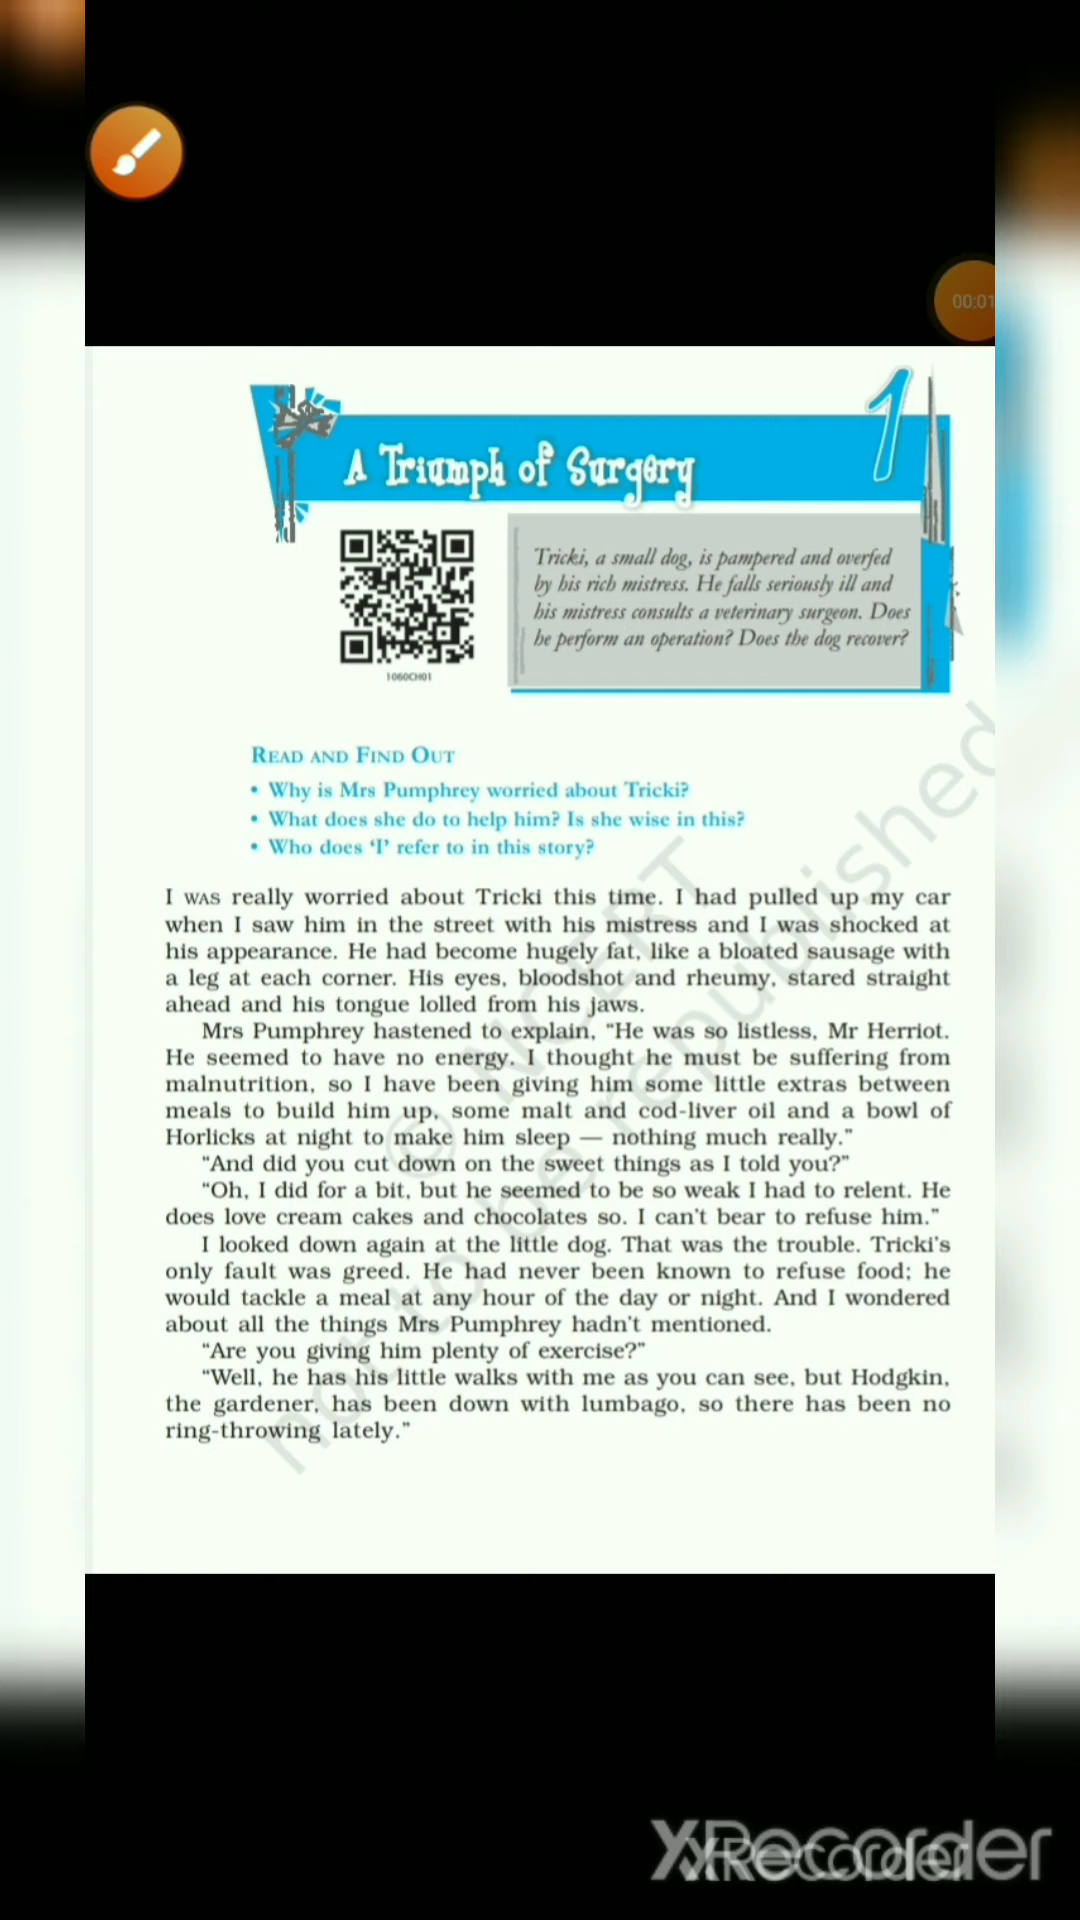 00:01
1
A Triumph of Surgery
Tricki, a small dog, is pampered and overfed
by his rich mistress. He falls seriously ill and
his mistress consults a veterinary surgeon. Does
he perform an operation? Does the dog recover?
1060CH01
READ AND FIND OUT
• Why is Mrs Pumphrey worried about Tricki?
• What does she do to help him? Is she wise in this?
• Who does ‘I’ refer to in this story?
I WAS really worried about Tricki this time. I had pulled up my car
when I saw him in the street with his mistress and I was shocked at
his appearance. He had become hugely fat, like a bloated sausage with
a leg at each corner. His eyes, bloodshot and rheumy, stared straight
ahead and his tongue lolled from his jaws.
Mrs Pumphrey hastened to explain, “He was so listless, Mr Herriot.
He seemed to have no energy. I thought he must be suffering from
malnutrition, so I have been giving him some little extras between
meals to build him up, some malt and cod-liver oil and a bowl of
Horlicks at night to make him sleep — nothing much really.”
“And did you cut down on the sweet things as I told you?”
“Oh, I did for a bit, but he seemed to be so weak I had to relent. He
does love cream cakes and chocolates so. I can’t bear to refuse him.”
I looked down again at the little dog. That was the trouble. Tricki’s
only fault was greed. He had never been known to refuse food; he
would tackle a meal at any hour of the day or night. And I wondered
about all the things Mrs Pumphrey hadn’t mentioned.
“Are you giving him plenty of exercise?”
“Well, he has his little walks with me as you can see, but Hodgkin,
the gardener, has been down with lumbago, so there has been no
ring-throwing lately.”
© NCERT
not to be republished
XRecorder
XRecorder